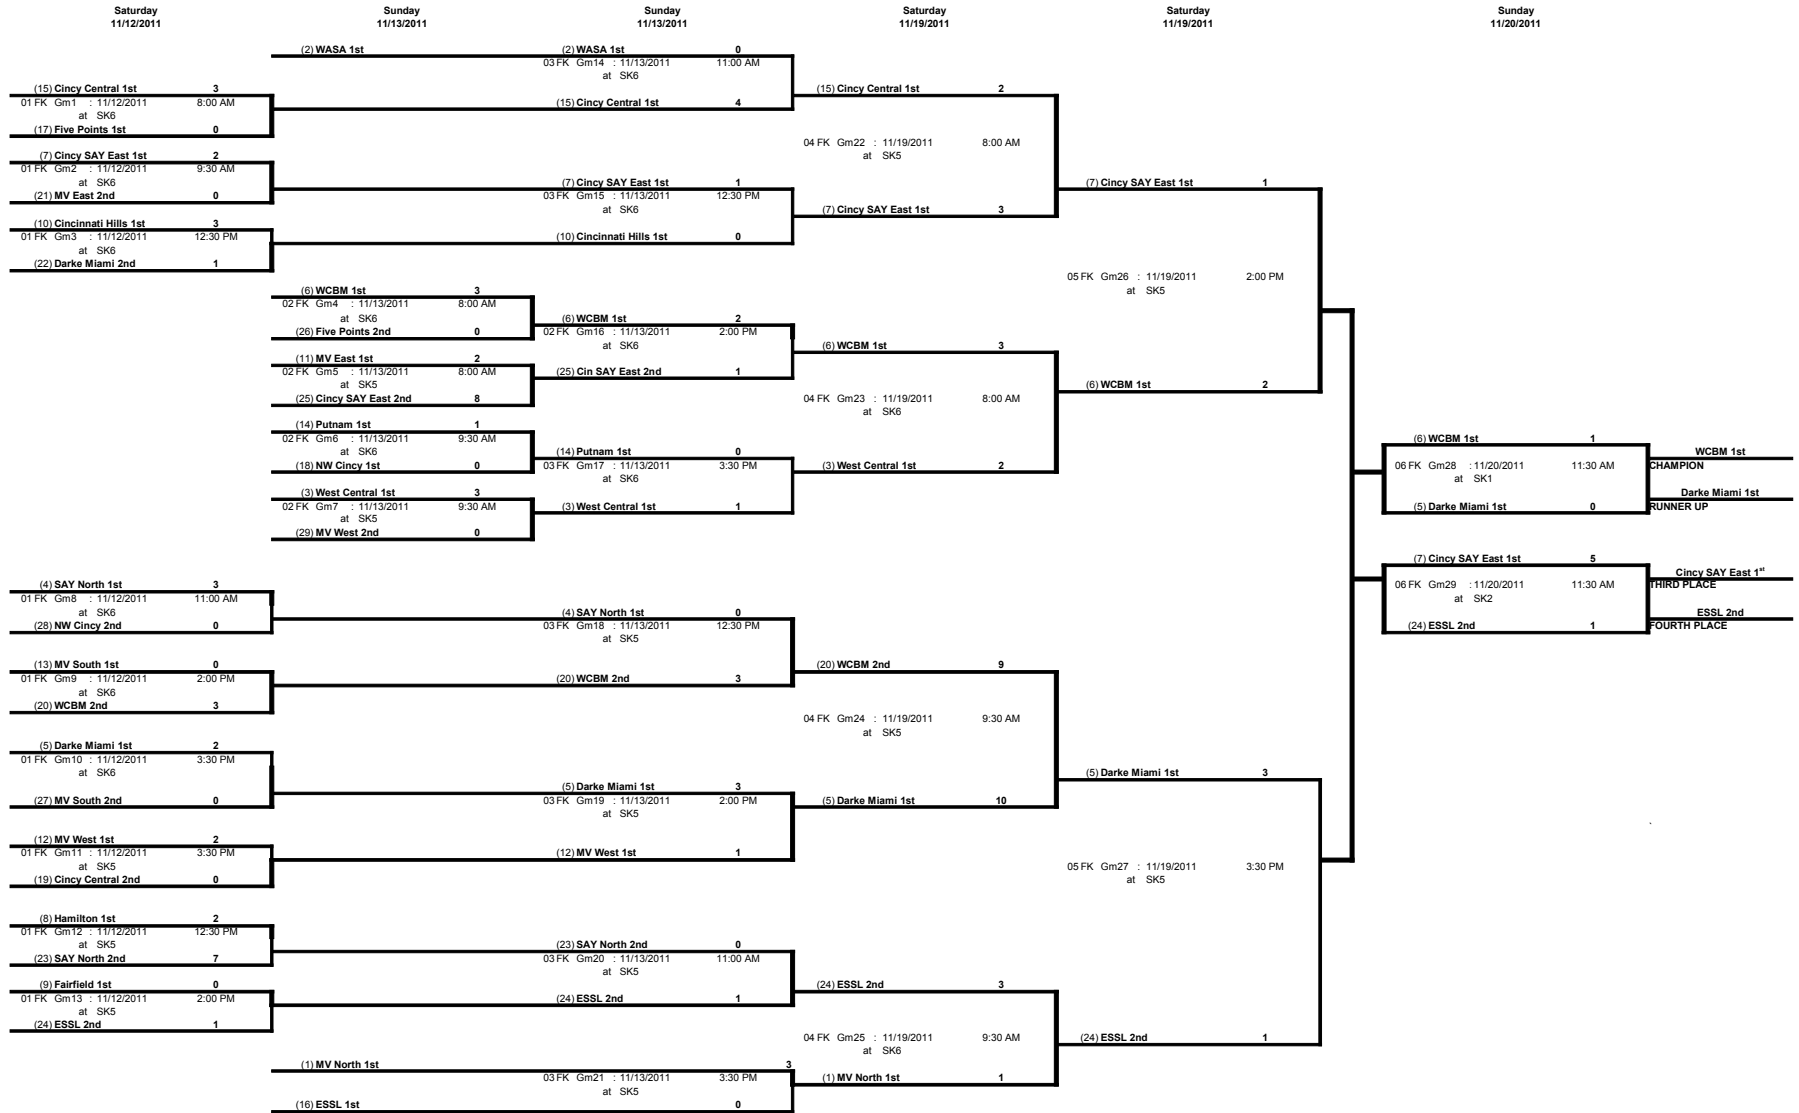 Saturday Sunday Sunday Saturday Saturday Sunday
11/12/2011 11/13/2011 11/13/2011 11/19/2011 11/19/2011 11/20/2011
(2) WASA 1st (2) WASA 1st 0
03 FK Gm14 : 11/13/2011 11:00 AM
at SK6
(15) Cincy Central 1st 3 (15) Cincy Central 1st 2
01 FK Gm1 : 11/12/2011 8:00 AM (15) Cincy Central 1st 4
at SK6
(17) Five Points 1st 0
04 FK Gm22 : 11/19/2011 8:00 AM
(7) Cincy SAY East 1st 2 at SK5
01 FK Gm2 : 11/12/2011 9:30 AM
at SK6 (7) Cincy SAY East 1st 1 (7) Cincy SAY East 1st 1
(21) MV East 2nd 0 03 FK Gm15 : 11/13/2011 12:30 PM
at SK6 (7) Cincy SAY East 1st 3
(10) Cincinnati Hills 1st 3
01 FK Gm3 : 11/12/2011 12:30 PM (10) Cincinnati Hills 1st 0
at SK6
(22) Darke Miami 2nd 1
05 FK Gm26 : 11/19/2011 2:00 PM
(6) WCBM 1st 3 at SK5
02 FK Gm4 : 11/13/2011 8:00 AM
at SK6 (6) WCBM 1st 2
(26) Five Points 2nd 0 02 FK Gm16 : 11/13/2011 2:00 PM
at SK6 (6) WCBM 1st 3
(11) MV East 1st 2
02 FK Gm5 : 11/13/2011 8:00 AM (25) Cin SAY East 2nd 1
at SK5 (6) WCBM 1st 2
(25) Cincy SAY East 2nd 8 04 FK Gm23 : 11/19/2011 8:00 AM
at SK6
(14) Putnam 1st 1
02 FK Gm6 : 11/13/2011 9:30 AM (6) WCBM 1st 1
at SK6 (14) Putnam 1st 0 WCBM 1st
(18) NW Cincy 1st 0 03 FK Gm17 : 11/13/2011 3:30 PM (3) West Central 1st 2 06 FK Gm28 : 11/20/2011 11:30 AM CHAMPION
at SK6 at SK1
(3) West Central 1st 3 Darke Miami 1st
02 FK Gm7 : 11/13/2011 9:30 AM (3) West Central 1st 1 (5) Darke Miami 1st 0 RUNNER UP
at SK5
(29) MV West 2nd 0
(7) Cincy SAY East 1st 5
Cincy SAY East 1st
(4) SAY North 1st 3 06 FK Gm29 : 11/20/2011 11:30 AM THIRD PLACE
01 FK Gm8 : 11/12/2011 11:00 AM at SK2
at SK6 (4) SAY North 1st 0 ESSL 2nd
(28) NW Cincy 2nd 0 03 FK Gm18 : 11/13/2011 12:30 PM (24) ESSL 2nd 1 FOURTH PLACE
at SK5
(13) MV South 1st 0 (20) WCBM 2nd 9
01 FK Gm9 : 11/12/2011 2:00 PM (20) WCBM 2nd 3
at SK6
(20) WCBM 2nd 3
04 FK Gm24 : 11/19/2011 9:30 AM
at SK5
(5) Darke Miami 1st 2
01 FK Gm10 : 11/12/2011 3:30 PM
at SK6 (5) Darke Miami 1st 3
(5) Darke Miami 1st 3
(27) MV South 2nd 0 03 FK Gm19 : 11/13/2011 2:00 PM (5) Darke Miami 1st 10
at SK5
(12) MV West 1st 2
01 FK Gm11 : 11/12/2011 3:30 PM (12) MV West 1st 1
at SK5 05 FK Gm27 : 11/19/2011 3:30 PM
(19) Cincy Central 2nd 0 at SK5
(8) Hamilton 1st 2
01 FK Gm12 : 11/12/2011 12:30 PM
at SK5 (23) SAY North 2nd 0
(23) SAY North 2nd 7 03 FK Gm20 : 11/13/2011 11:00 AM
at SK5
(9) Fairfield 1st 0 (24) ESSL 2nd 3
01 FK Gm13 : 11/12/2011 2:00 PM (24) ESSL 2nd 1
at SK5
(24) ESSL 2nd 1
04 FK Gm25 : 11/19/2011 9:30 AM (24) ESSL 2nd 1
at SK6
(1) MV North 1st 3
03 FK Gm21 : 11/13/2011 3:30 PM (1) MV North 1st 1
at SK5
(16) ESSL 1st 0